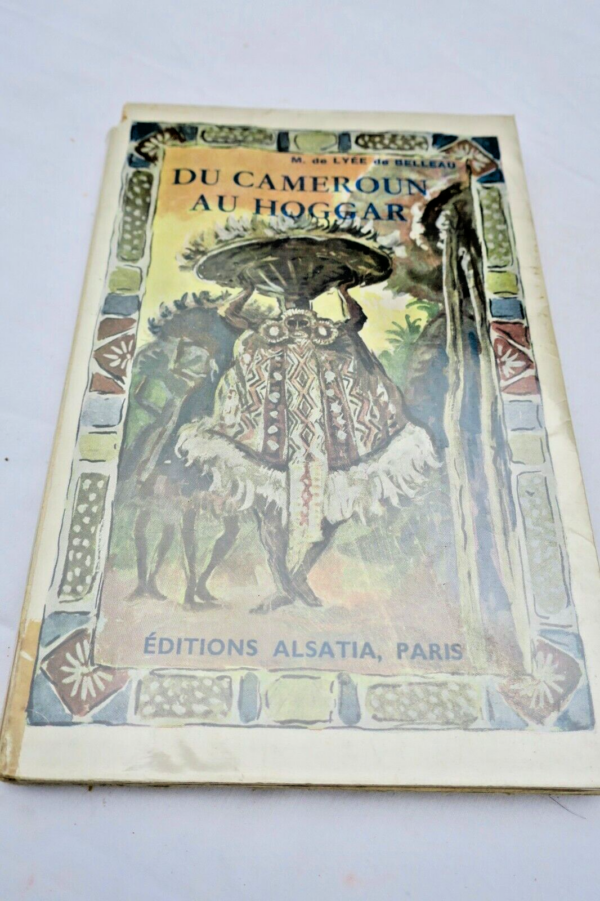 M. de LYÉE de BELLEAU
DU CAMEROUN
AU HOGGAR
ÉDITIONS ALSATIA, PARIS